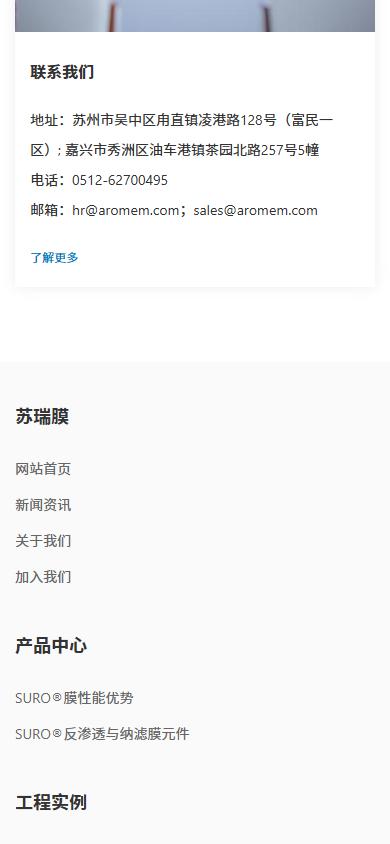 联系我们
地址：苏州市吴中区甪直镇凌港路128号（富民一
区）; 嘉兴市秀洲区油车港镇茶园北路257号5幢
电话：0512-62700495
邮箱：hr@aromem.com；sales@aromem.com
了解更多
苏瑞膜
网站首页
新闻资讯
关于我们
加入我们
产品中心
SURO®膜性能优势
SURO®反渗透与纳滤膜元件
工程实例